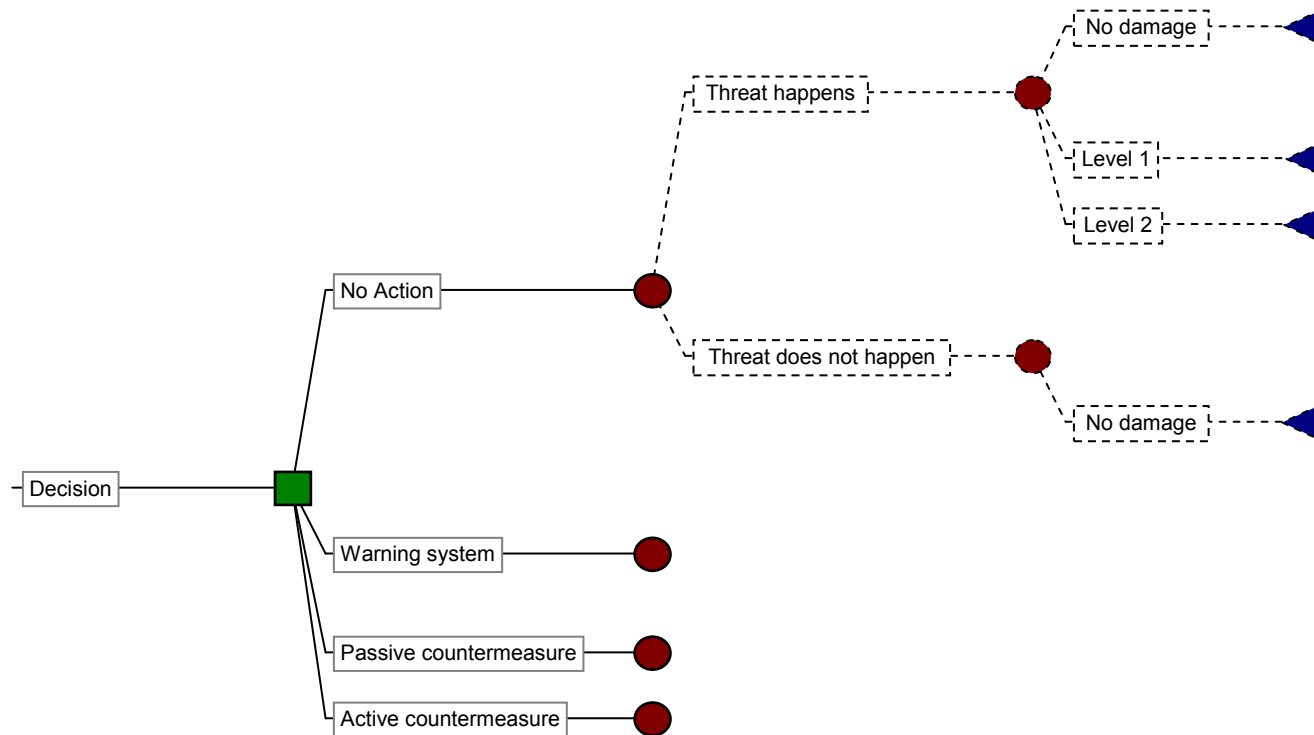 No damage
Threat happens
Level 1
Level 2
No Action
Threat does not happen
No damage
Decision
Warning system
Passive countermeasure
Active countermeasure